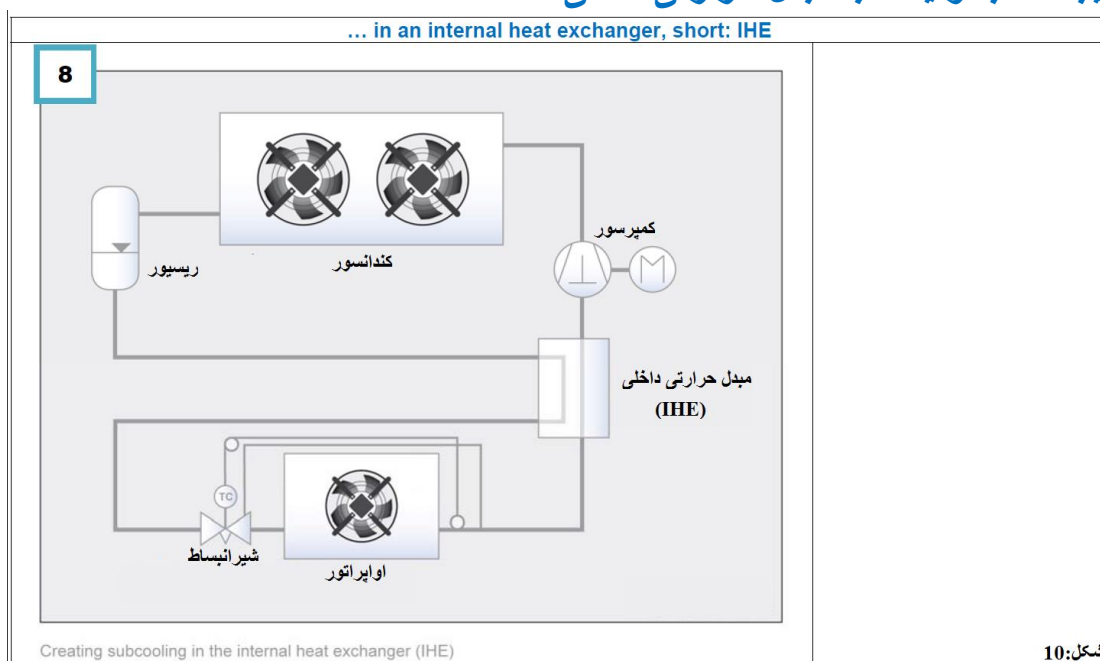 ... in an internal heat exchanger, short: IHE
8
کمپرسور
کندانسور
ریسیور
مبدل حرارتی داخلی
(IHE)
TC
M
شیرانبساط
اواپراتور
Creating subcooling in the internal heat exchanger (IHE)
شکل:10